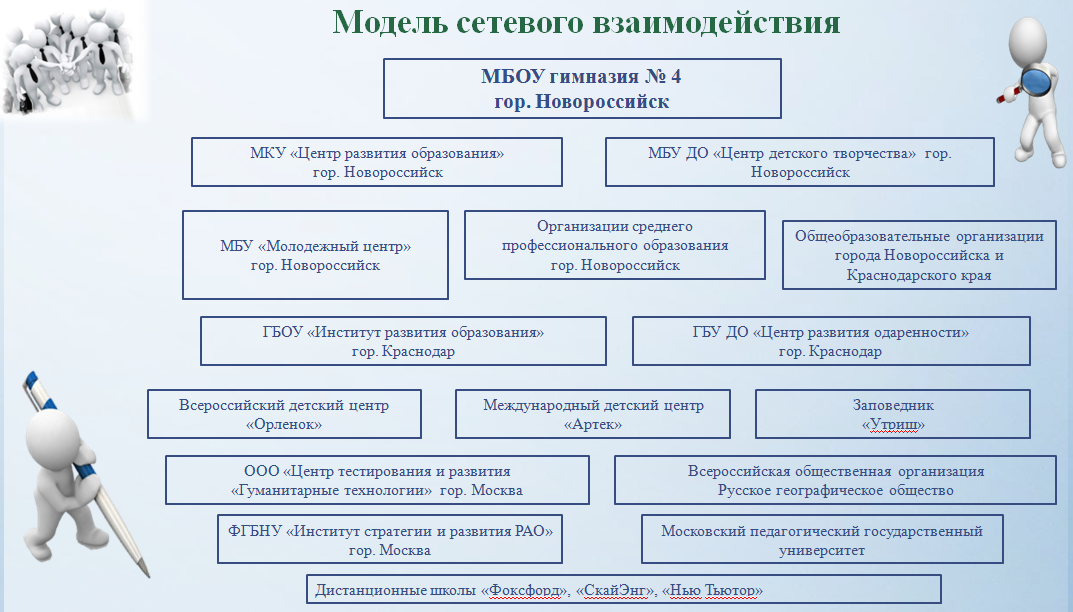 Модель сетевого взаимодействия
МБОУ гимназия № 4
гор. Новороссийск
МКУ «Центр развития образования»
гор. Новороссийск
МБУ ДО «Центр детского творчества» гор.
Новороссийск
МБУ «Молодежный центр»
гор. Новороссийск
Организации среднего
профессионального образования
гор. Новороссийск
Общеобразовательные организации
города Новороссийска и
Краснодарского края
ГБОУ «Институт развития образования»
гор. Краснодар
ГБУ ДО «Центр развития одаренности»
гор. Краснодар
Всероссийский детский центр
«Орленок»
Международный детский центр
«Артек»
Заповедник
«Утриш»
ООО «Центр тестирования и развития
«Гуманитарные технологии» гор. Москва
Всероссийская общественная организация
Русское географическое общество
ФГБНУ «Институт стратегии и развития РАО»
гор. Москва
Московский педагогический государственный
университет
Дистанционные школы «Фоксфорд», «СкайЭнг», «Нью Тьютор»